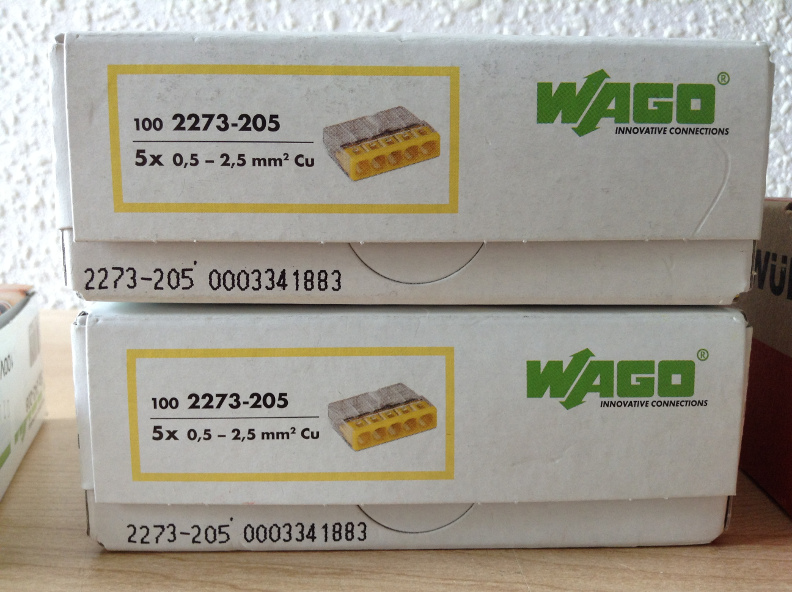 100 2273-205
5x 0,5 – 2,5 mm² Cu
WAGO®
INNOVATIVE CONNECTIONS
2273-205 0003341883
100 2273-205
5x 0,5 – 2,5 mm² Cu
WAGO®
INNOVATIVE CONNECTIONS
2273-205 0003341883